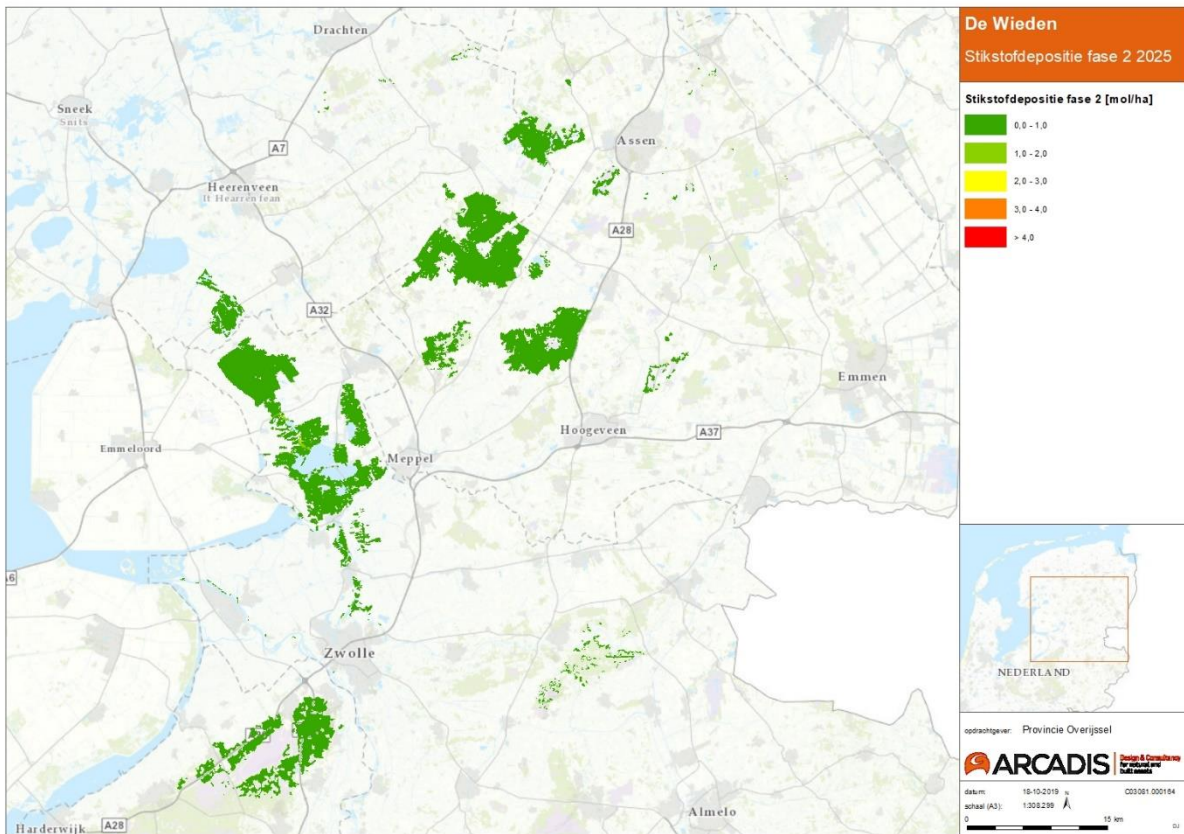 Drachten
Sneek
Snits
A7
Assen
Heerenveen
It Hearrenfean
A28
A32
Emmen
Hoogeveen
A37
Emmeloord
Meppel
A6
Zwolle
Almelo
Harderwijk
A28
De Wieden
Stikstofdepositie fase 2 2025
Stikstofdepositie fase 2 [mol/ha]
0,0 - 1,0
1,0 - 2,0
2,0 - 3,0
3,0 - 4,0
> 4,0
NEDERLAND
opdrachtgever: Provincie Overijssel
ARCADIS
Design & Consultancy
for natural and
built assets
datum: 18-10-2019 N C03081.000164
schaal (A3): 1:308.299
0 15 km